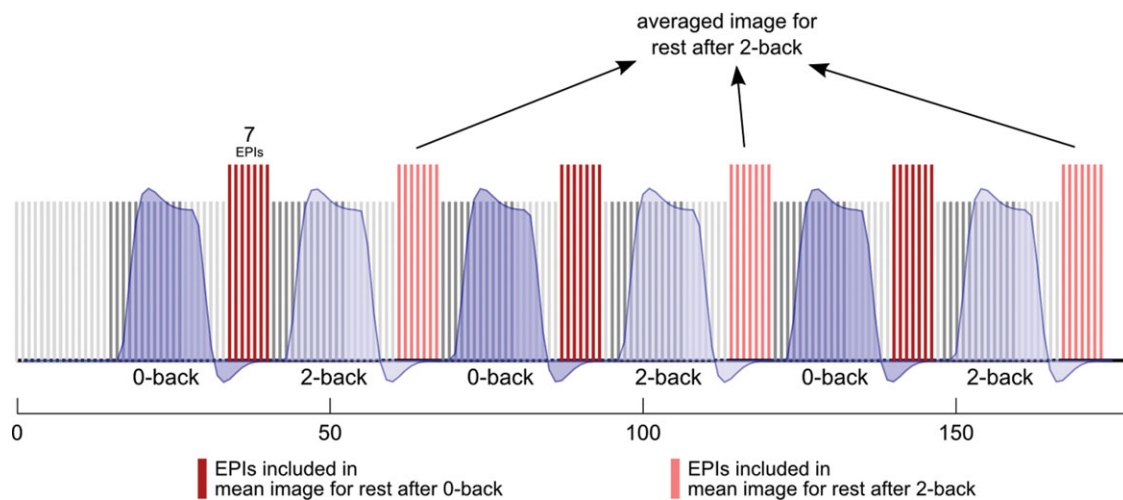 averaged image for
rest after 2-back
7
EPIs
0-back
2-back
0-back
2-back
0-back
2-back
0
50
100
150
EPIs included in
mean image for rest after 0-back
EPIs included in
mean image for rest after 2-back